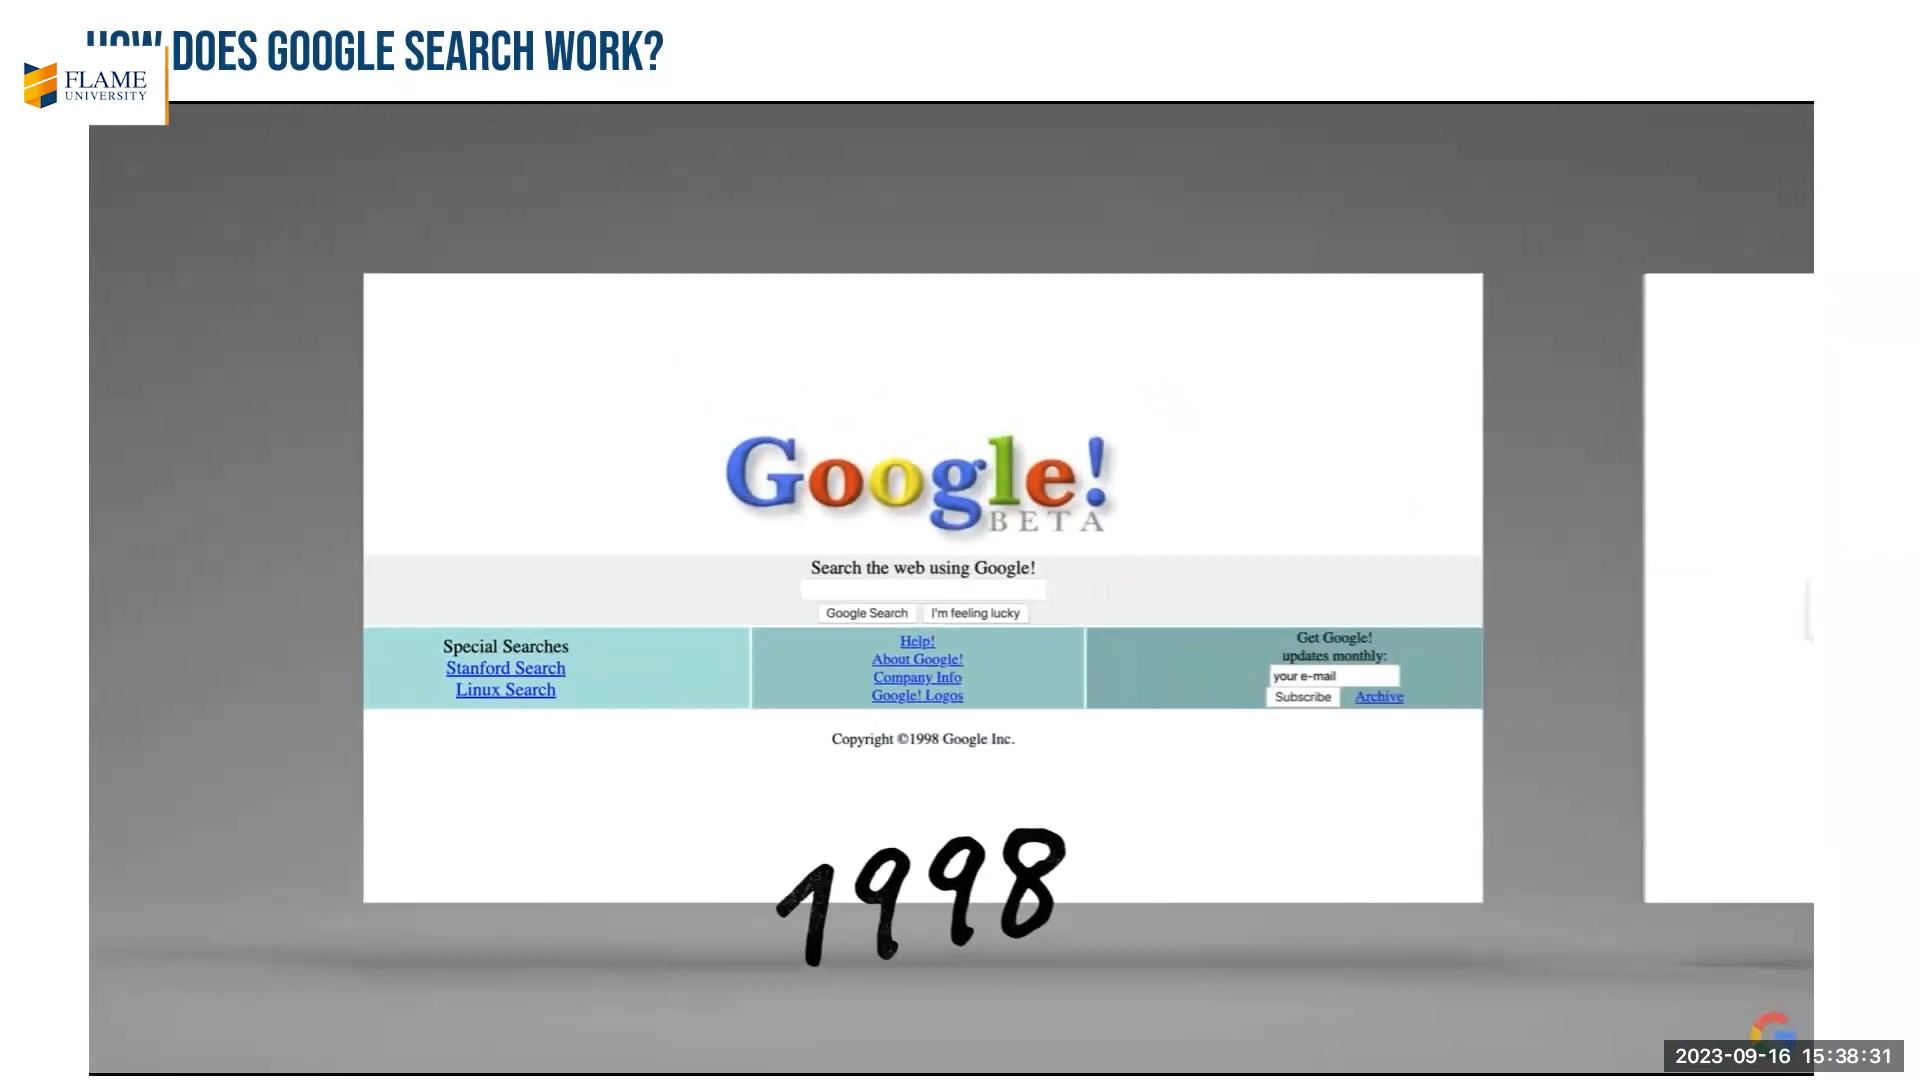 HOW DOES GOOGLE SEARCH WORK?
FLAME
UNIVERSITY
Google!
BETA
Search the web using Google!
Google Search I'm feeling lucky
Special Searches
Stanford Search
Linux Search
Help!
About Google!
Company Info
Google! Logos
Get Google!
updates monthly:
your e-mail
Subscribe Archive
Copyright ©1998 Google Inc.
1998
2023-09-16 15:38:31